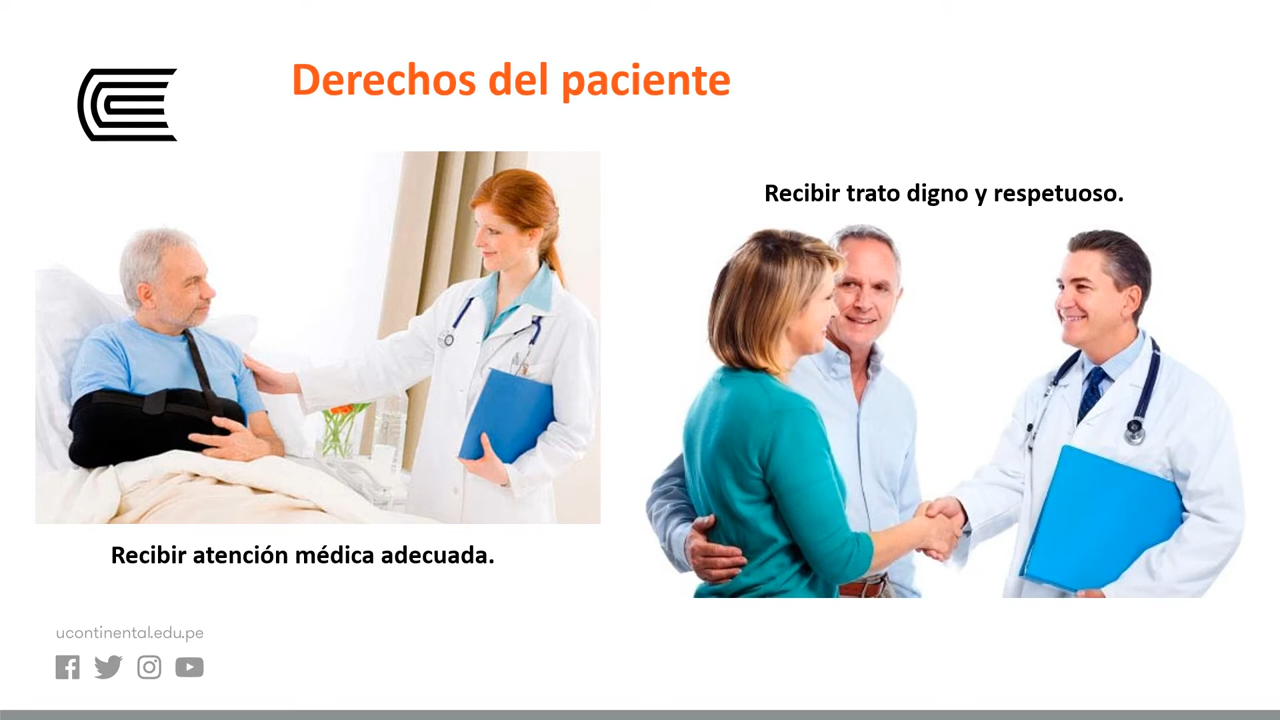 Derechos del paciente
Recibir trato digno y respetuoso.
Recibir atención médica adecuada.
ucontinental.edu.pe